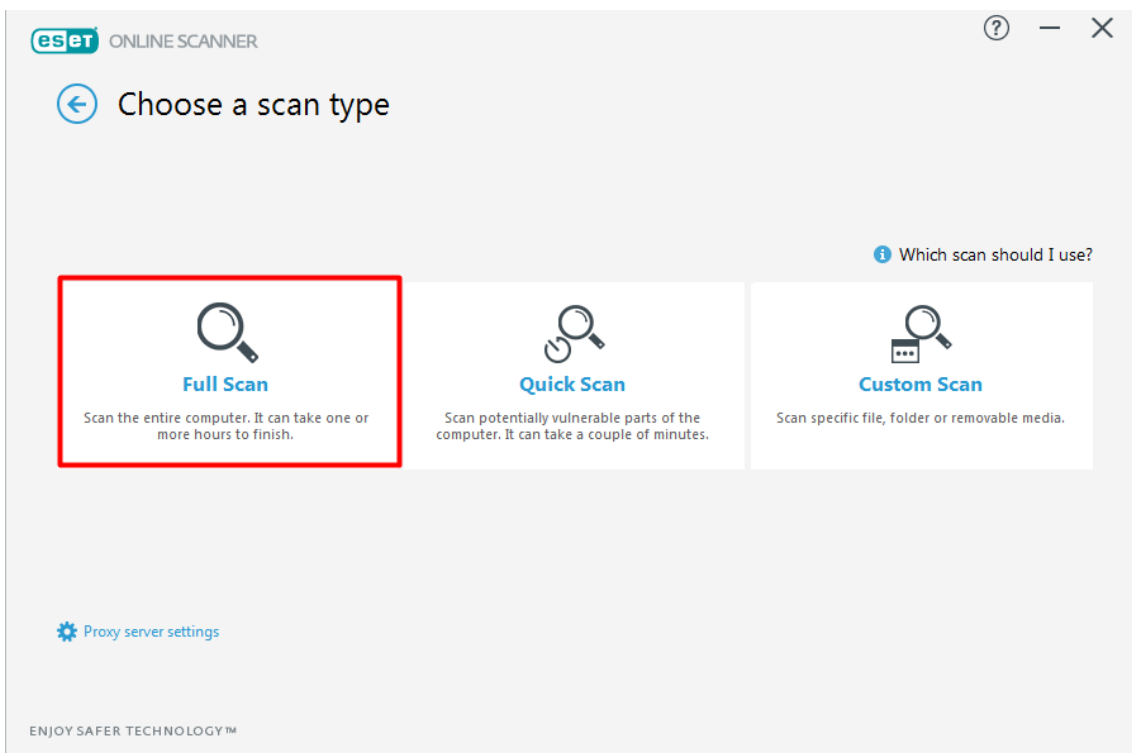 eseT ONLINE SCANNER
?
Choose a scan type
Which scan should I use?
Full Scan
Scan the entire computer. It can take one or
more hours to finish.
Quick Scan
Scan potentially vulnerable parts of the
computer. It can take a couple of minutes.
Custom Scan
Scan specific file, folder or removable media.
Proxy server settings
ENJOY SAFER TECHNOLOGY™